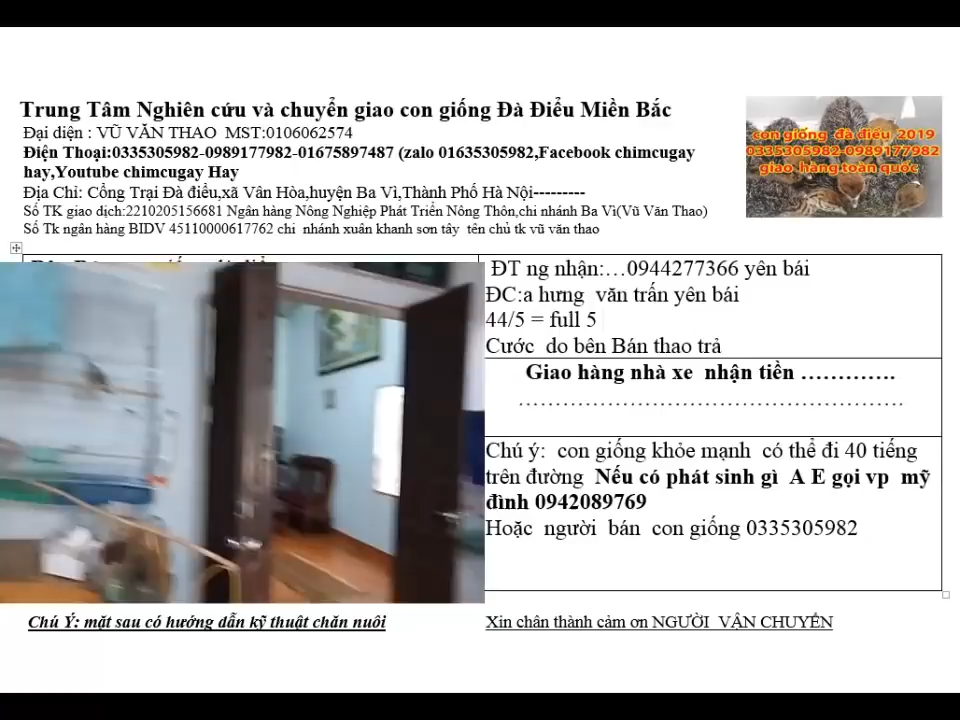 Trung Tâm Nghiên cứu và chuyển giao con giống Đà Điểu Miền Bắc
Đại diện : VŨ VĂN THAO MST:0106062574
Điện Thoại:0335305982-0989177982-01675897487 (zalo 01635305982,Facebook chimcugay
hay,Youtube chimcugay Hay
Địa Chỉ: Cổng Trại Đà điểu,xã Vân Hòa,huyện Ba Vì,Thành Phố Hà Nội---------
Số TK giao dịch:2210205156681 Ngân hàng Nông Nghiệp Phát Triển Nông Thôn,chi nhánh Ba Vì(Vũ Văn Thao)
Số Tk ngân hàng BIDV 45110000617762 chi nhánh xuân khanh sơn tây tên chủ tk vũ văn thao
con giống đà điểu 2019
0335305982-0989177982
giao hàng toàn quốc
ĐT ng nhận:…0944277366 yên bái
ĐC:a hưng văn trấn yên bái
44/5 = full 5
Cước do bên Bán thao trả
Giao hàng nhà xe nhận tiền ………….
……………………………………………
Chú ý: con giống khỏe mạnh có thể đi 40 tiếng
trên đường Nếu có phát sinh gì A E gọi vp mỹ
đình 0942089769
Hoặc người bán con giống 0335305982
Chú Ý: mặt sau có hướng dẫn kỹ thuật chăn nuôi
Xin chân thành cảm ơn NGƯỜI VẬN CHUYỂN